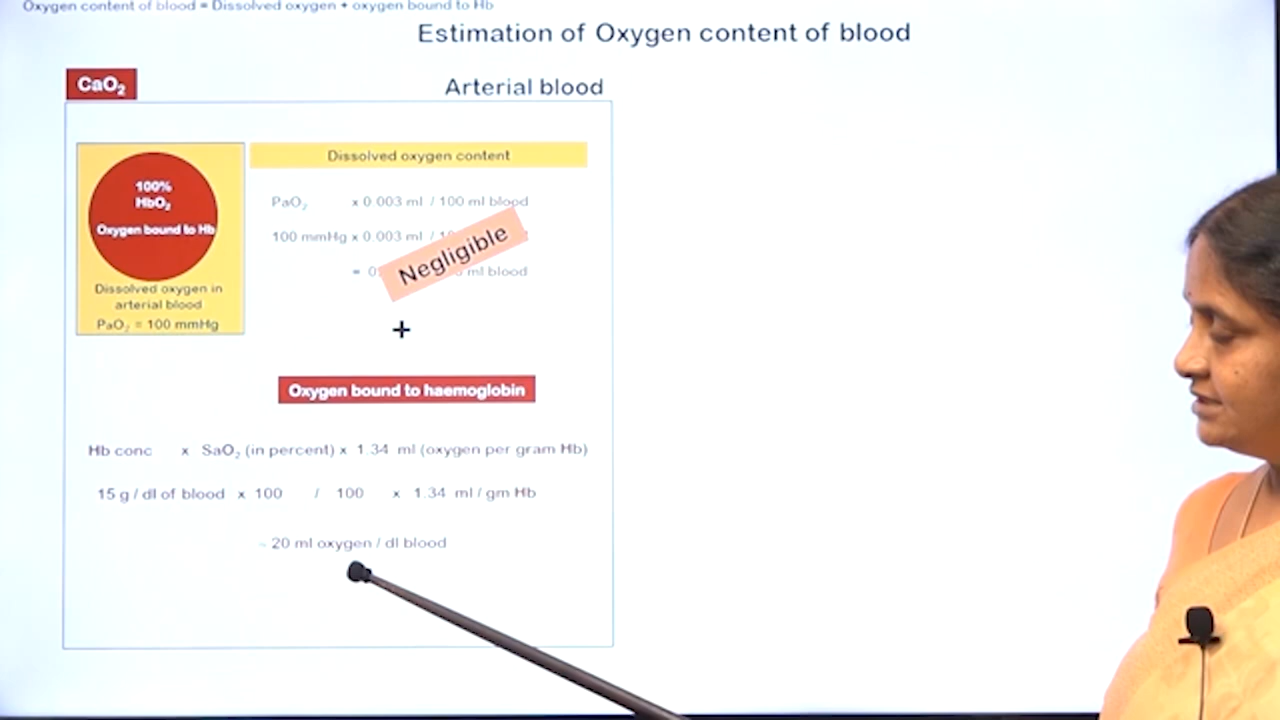 Oxygen content of blood = Dissolved oxygen + oxygen bound to Hb
Estimation of Oxygen content of blood
CaO₂
Arterial blood
100%
HbO₂
Oxygen bound to Hb
Dissolved oxygen in
arterial blood
PaO₂ = 100 mmHg
Dissolved oxygen content
PaO₂ x 0.003 ml / 100 ml blood
100 mmHg x 0.003 ml /
= ml blood
Negligible
+
Oxygen bound to haemoglobin
Hb conc x SaO₂ (in percent) x 1.34 ml (oxygen per gram Hb)
15 g / dl of blood x 100 / 100 x 1.34 ml / gm Hb
~ 20 ml oxygen / dl blood